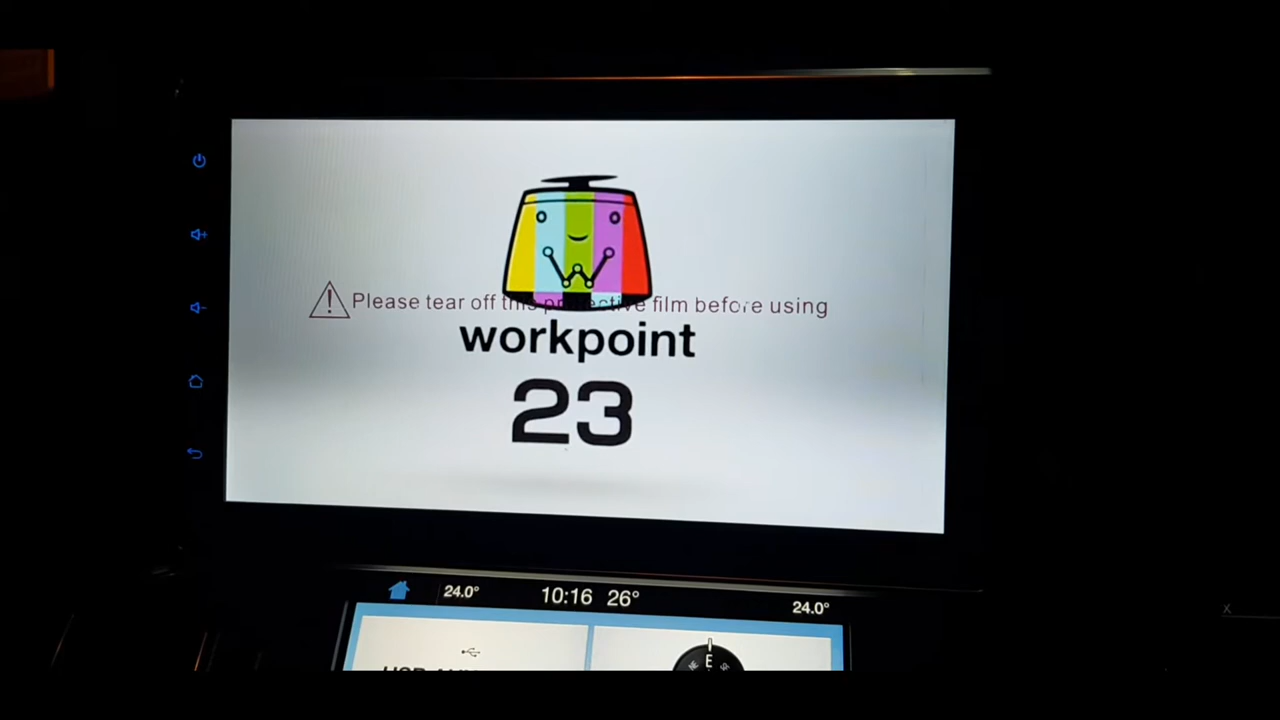 Please tear off this protective film before using
workpoint
23
24.0°
10:16 26°
24.0°
E
X